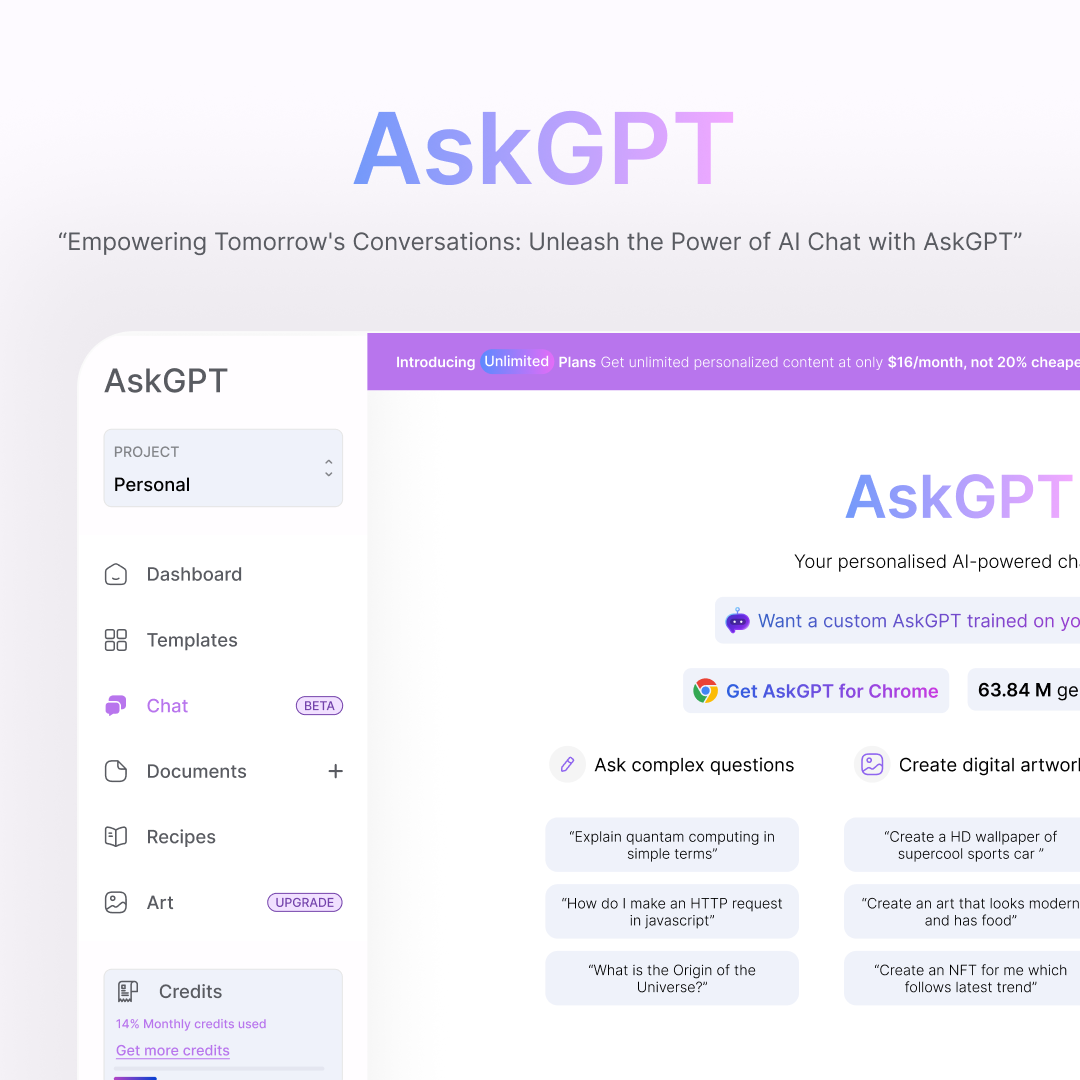 AskGPT
“Empowering Tomorrow's Conversations: Unleash the Power of AI Chat with AskGPT”
AskGPT
Introducing Unlimited Plans Get unlimited personalized content at only $16/month, not 20% cheape
PROJECT
Personal
AskGPT
Your personalised AI-powered cha
Dashboard
Want a custom AskGPT trained on yo
Templates
Get AskGPT for Chrome
63.84 M ge
Chat
BETA
Documents
Ask complex questions
Create digital artwork
Recipes
“Explain quantam computing in
simple terms”
“Create a HD wallpaper of
supercool sports car ”
Art
UPGRADE
“How do I make an HTTP request
in javascript”
“Create an art that looks modern
and has food”
Credits
14% Monthly credits used
Get more credits
“What is the Origin of the
Universe?”
“Create an NFT for me which
follows latest trend”